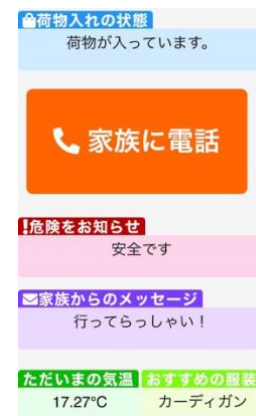 荷物入れの状態
荷物が入っています。
家族に電話
危険をお知らせ
安全です
家族からのメッセージ
行ってらっしゃい！
ただいまの気温 おすすめの服装
17.27°C カーディガン